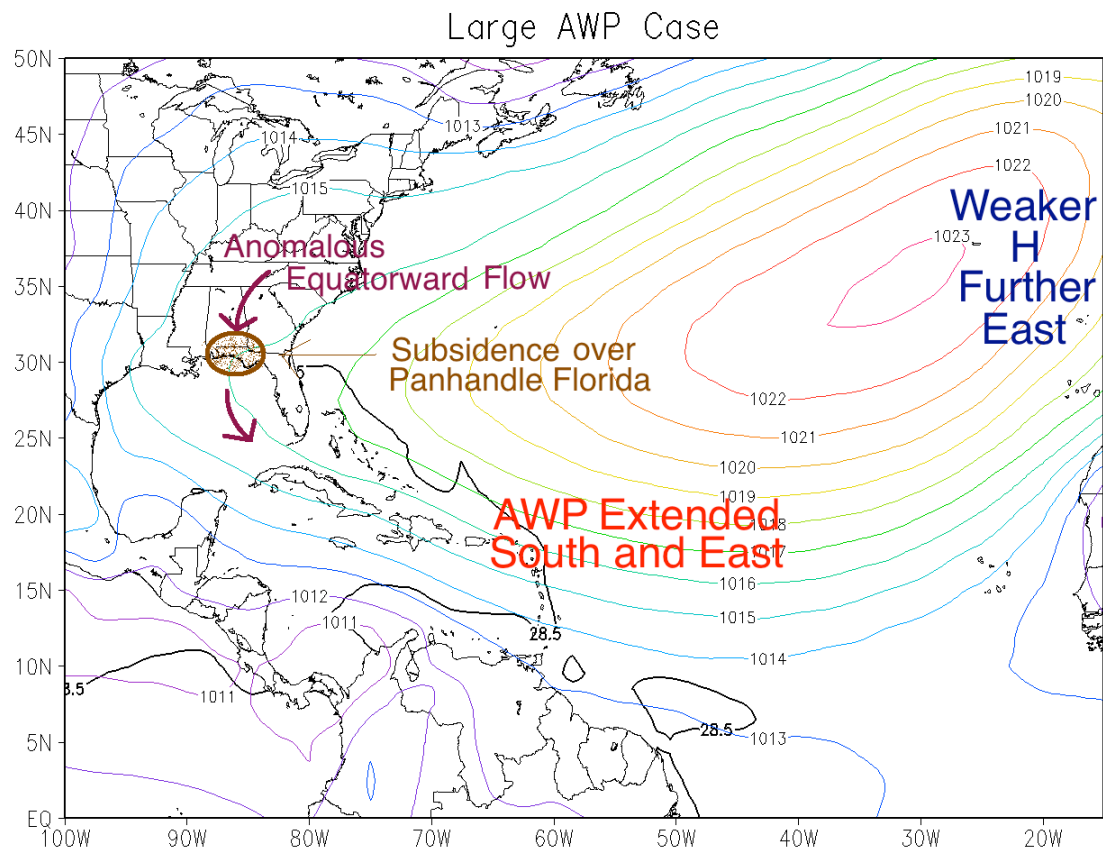 Large AWP Case
50N
1019
1020
1013
45N
1014
1021
1022
1015
40N
Weaker
1023
H
Anomalous
Equatorward Flow
Further
35N
East
Subsidence over
30N
Panhandle Florida
1022
25N
1021
1020
1019
AWP Extended
20N
1018
1017
South and East
1016
15N
1012
1011
1015
28.5
1014
10N
1011
28.5
1013
5N
EQ
100W 90W 80W 70W 60W 50W 40W 30W 20W